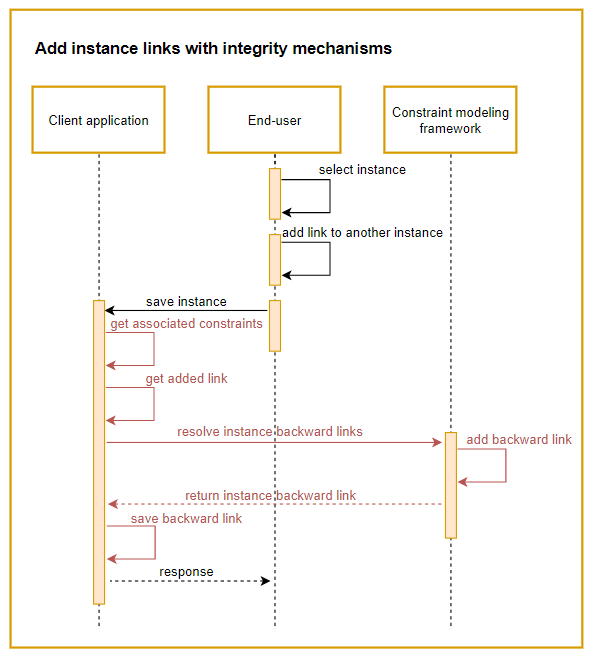 Add instance links with integrity mechanisms
Client application
End-user
Constraint modeling
framework
select instance
add link to another instance
save instance
get associated constraints
get added link
resolve instance backward links
add backward link
return instance backward link
save backward link
response